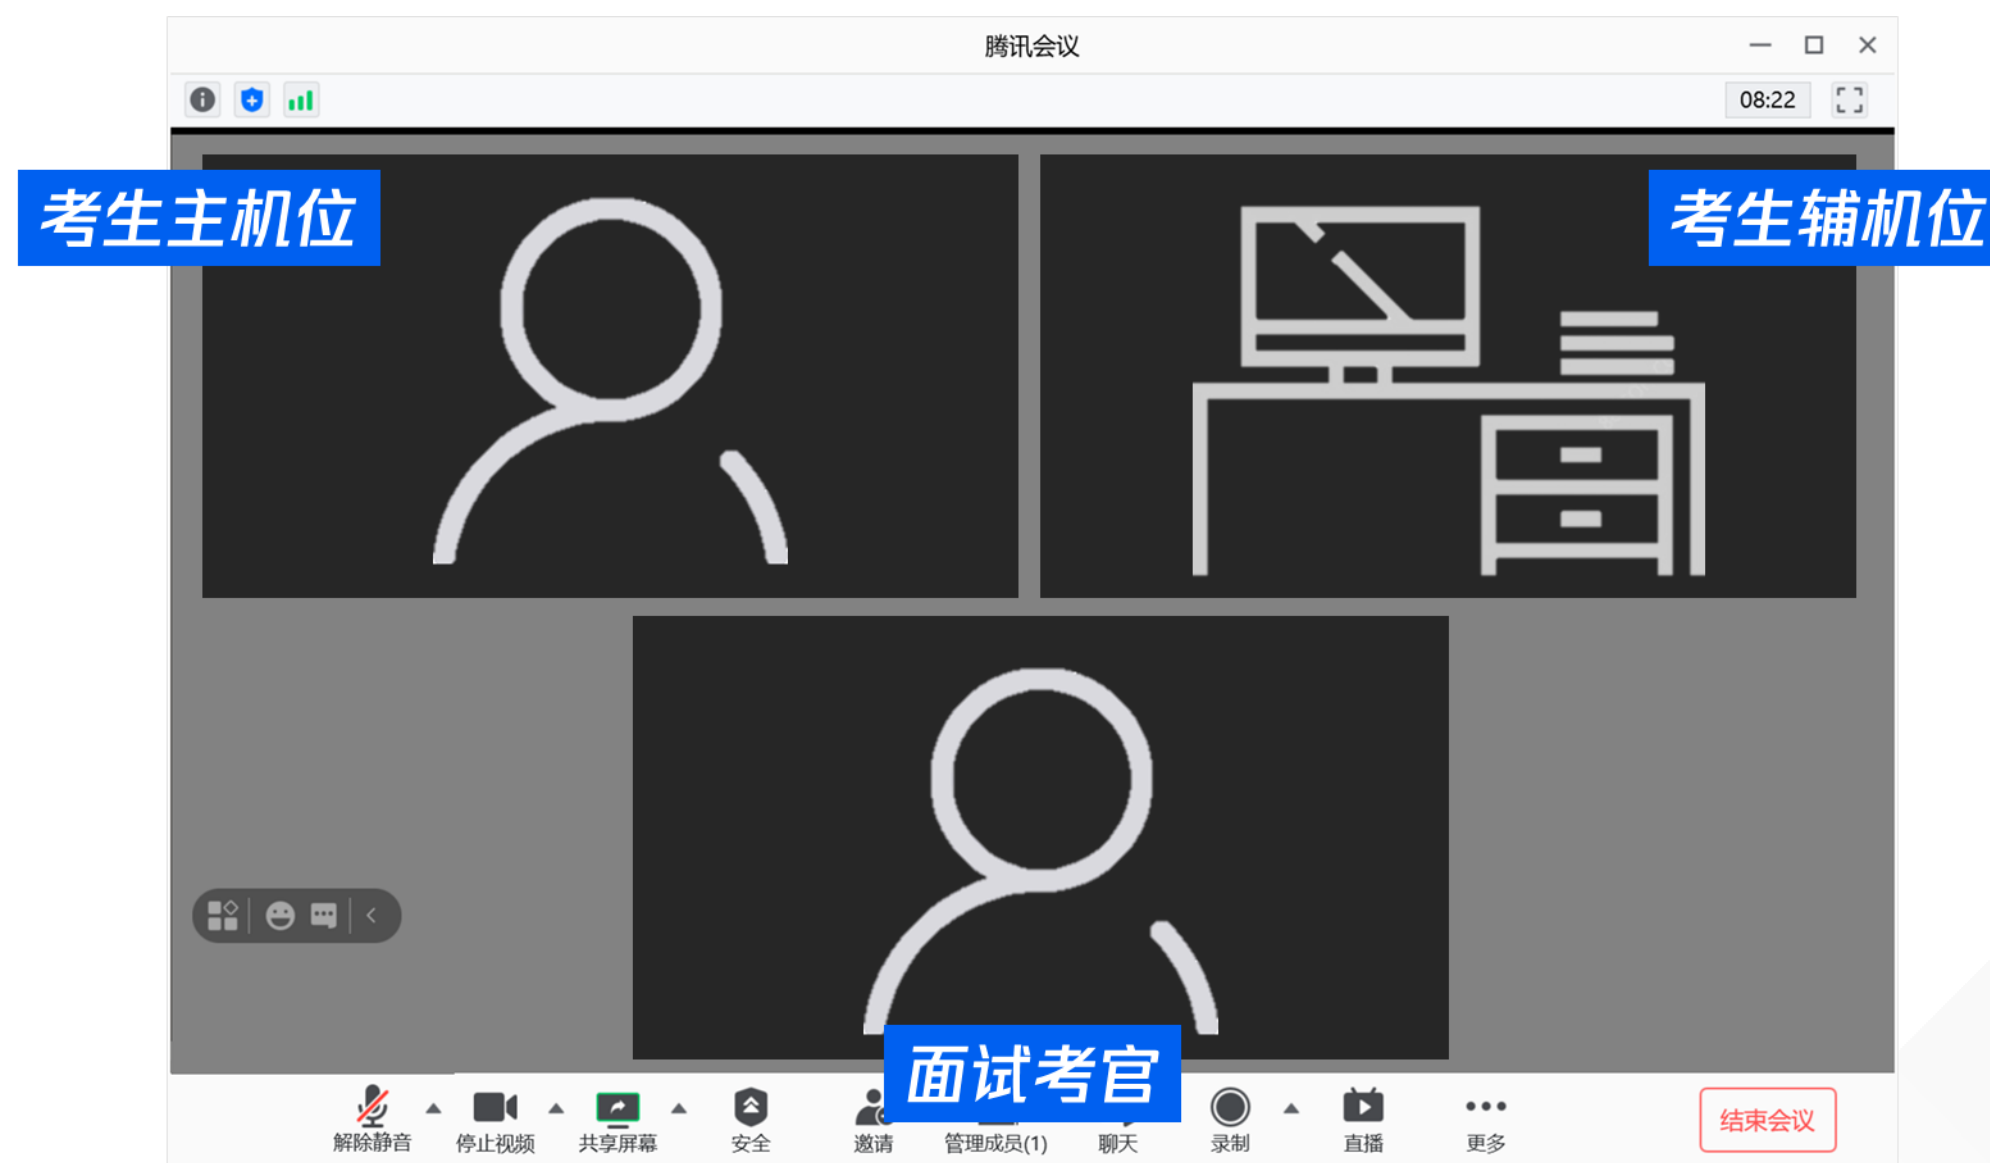 腾讯会议
08:22
考生主机位
考生辅机位
面试考官
解除静音
停止视频
共享屏幕
安全
邀请
管理成员(1)
聊天
录制
直播
更多
结束会议